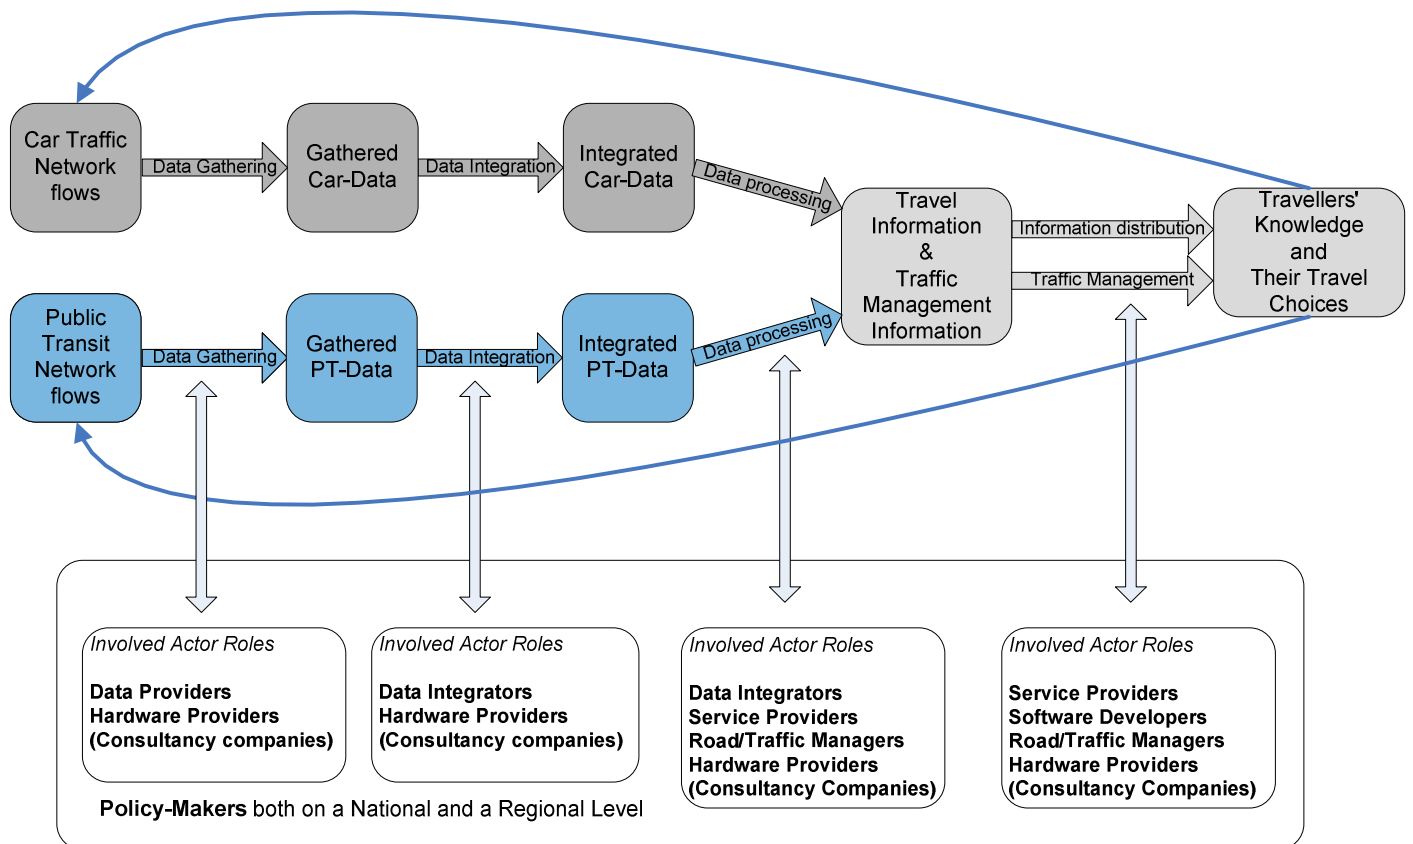 Car Traffic
Network
flows
Data Gathering
Gathered
Car-Data
Data Integration
Integrated
Car-Data
Data processing
Public
Transit
Network
flows
Data Gathering
Gathered
PT-Data
Data Integration
Integrated
PT-Data
Data processing
Travel
Information
&
Traffic
Management
Information
Information distribution
Traffic Management
Travellers'
Knowledge
and
Their Travel
Choices
Involved Actor Roles
Data Providers
Hardware Providers
(Consultancy companies)
Involved Actor Roles
Data Integrators
Hardware Providers
(Consultancy companies)
Involved Actor Roles
Data Integrators
Service Providers
Road/Traffic Managers
Hardware Providers
(Consultancy Companies)
Involved Actor Roles
Service Providers
Software Developers
Road/Traffic Managers
Hardware Providers
(Consultancy Companies)
Policy-Makers both on a National and a Regional Level